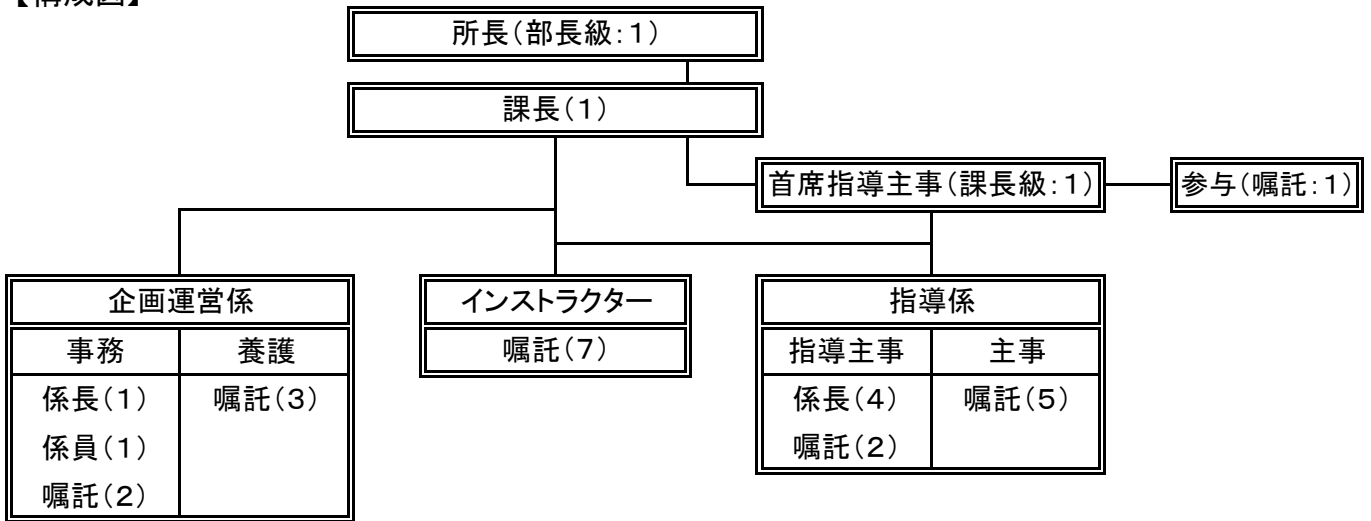 【構成図】
所長(部長級:1)
課長(1)
首席指導主事(課長級:1)
参与(嘱託:1)
企画運営係
事務
養護
係長(1)
嘱託(3)
係員(1)
嘱託(2)
インストラクター
嘱託(7)
指導係
指導主事
主事
係長(4)
嘱託(5)
嘱託(2)